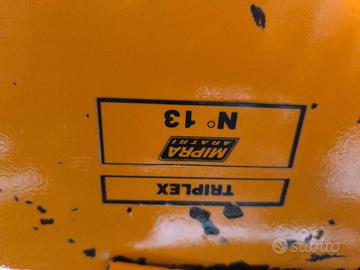 TRIPLEX
MIPRA
ARATRI
N° 13
subito